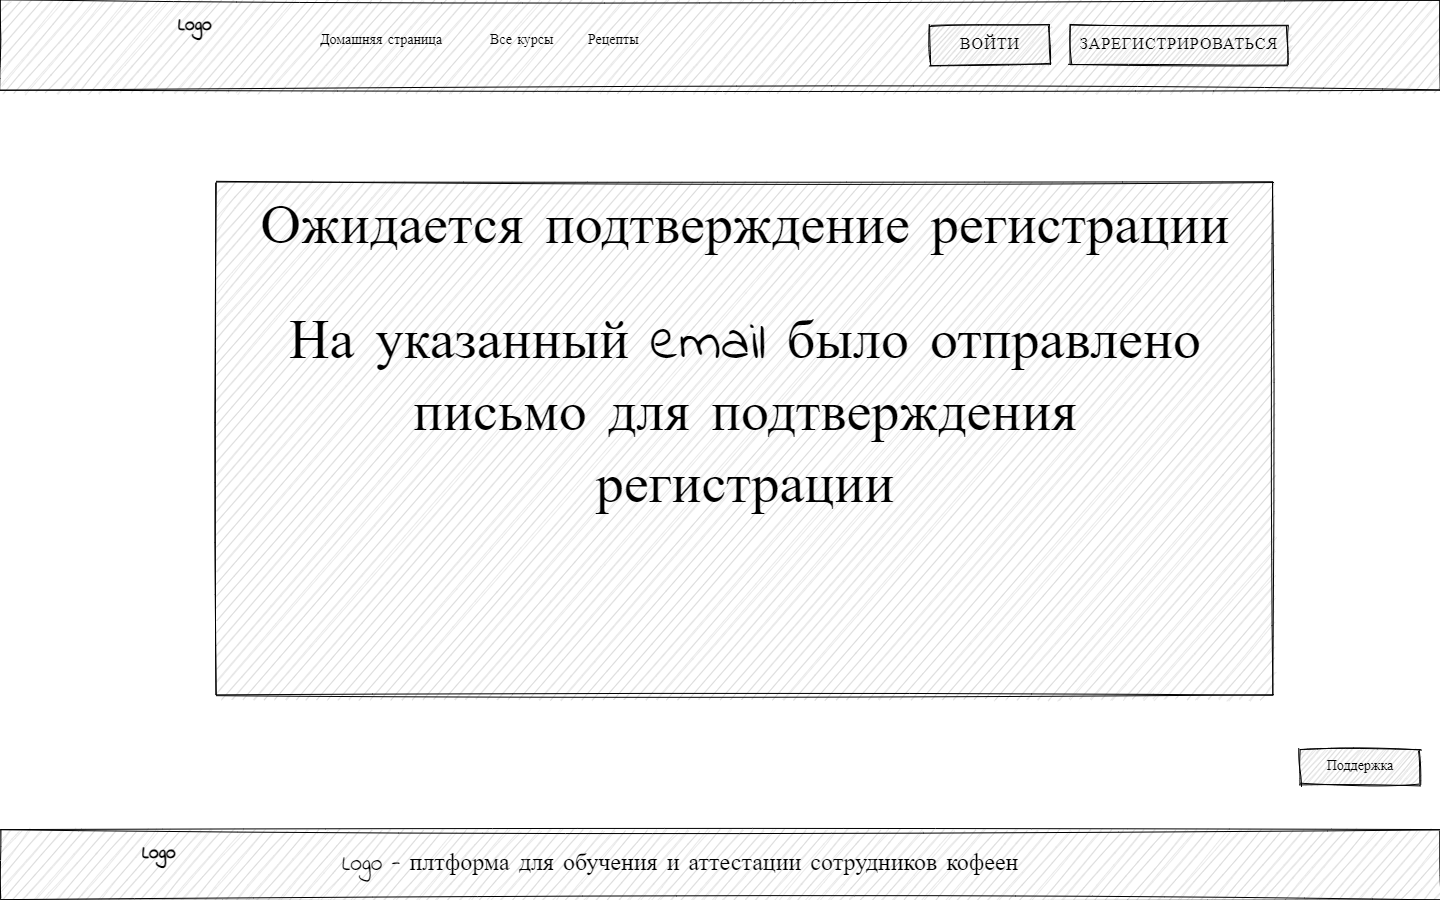 Logo
Домашняя страница Все курсы Рецепты ВОЙТИ ЗАРЕГИСТРИРОВАТЬСЯ
Ожидается подтверждение регистрации
На указанный email было отправлено
письмо для подтверждения
регистрации
Поддержка
Logo
Logo - плтформа для обучения и аттестации сотрудников кофеен